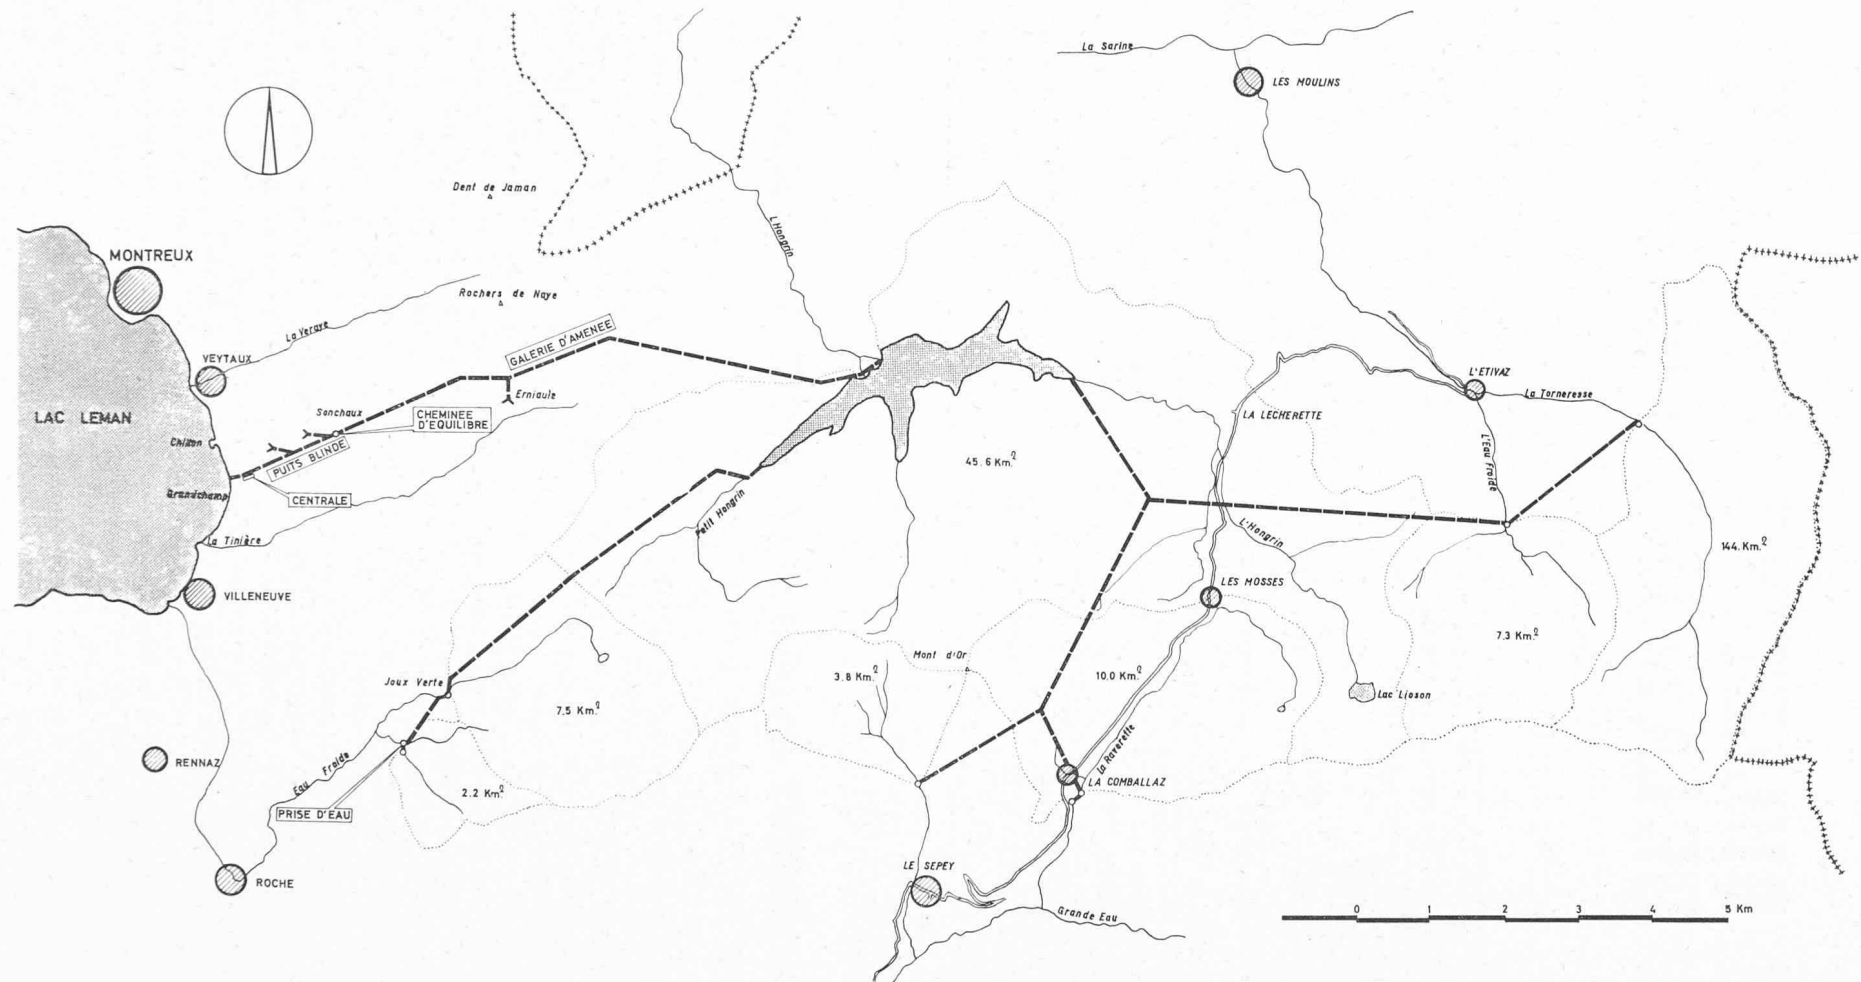 La Sarine
LES MOULINS
Dent de Jaman
L'Hongrin
MONTREUX
Rochers de Naye
La Veraye
GALERIE D'AMENEE
VEYTAUX
L'ETIVAZ
La Torneresse
Erniaule
LAC LEMAN
Sonchaux
CHEMINEE
D'EQUILIBRE
LA LECHERETTE
Chillon
PUITS BLINDE
45.6 Km.²
L'Eau Froide
Grandchamp
CENTRALE
Petit Hongrin
L'Hongrin
La Tinière
144. Km.²
LES MOSSES
VILLENEUVE
7.3 Km.²
Mont d'Or
3.8 Km.²
10.0 Km.²
Joux Verte
Lac Lioson
7.5 Km.²
La Raverette
RENNAZ
Eau Froide
LA COMBALLAZ
2.2 Km.²
PRISE D'EAU
LE SEPEY
ROCHE
Grande Eau
0 1 2 3 4 5 Km